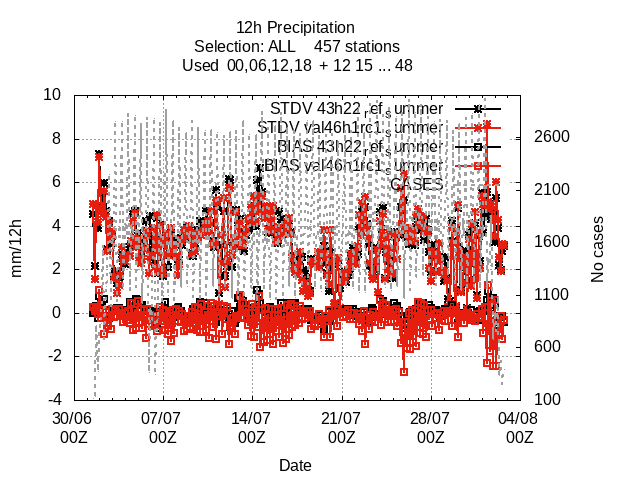 12h Precipitation
Selection: ALL 457 stations
Used 00,06,12,18 + 12 15 ... 48
STDV 43h22_ref_summer
STDV val46h1rc1_summer
BIAS 43h22_ref_summer
BIAS val46h1rc1_summer
CASES
10
8
6
4
2
0
-2
-4
mm/12h
2600
2100
1600
1100
600
100
No cases
30/06 07/07 14/07 21/07 28/07 04/08
00Z 00Z 00Z 00Z 00Z 00Z
Date